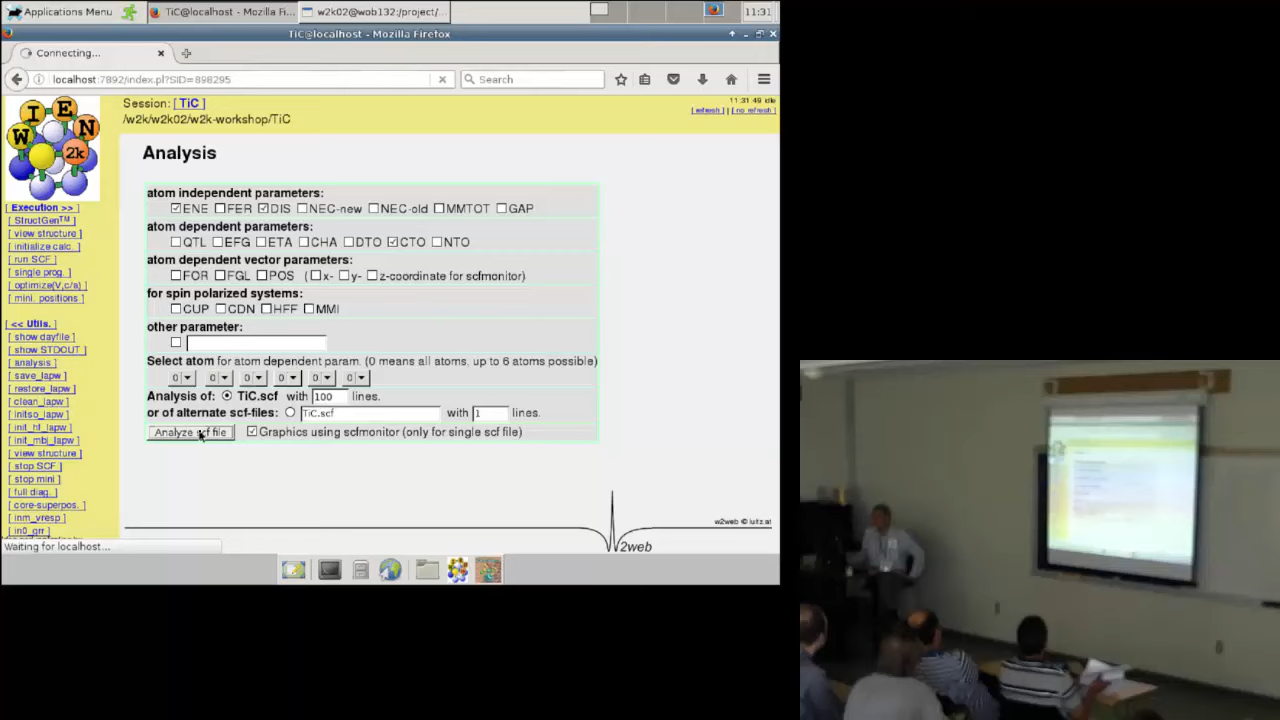 Applications Menu
TiC@localhost - Mozilla Fi...
w2k02@wob132:/project/...
11:31
TiC@localhost - Mozilla Firefox
Connecting...
localhost:7892/index.pl?SID=898295
Search
W I E N 2k
Session: [ TiC ]
/w2k/w2k02/w2k-workshop/TiC
11:31:49 idle
[ refresh ] | [ no refresh ]
[ Execution >> ]
[ StructGen™ ]
[ view structure ]
[ initialize calc. ]
[ run SCF ]
[ single prog. ]
[ optimize(V,c/a) ]
[ mini. positions ]
[ << Utils. ]
[ show dayfile ]
[ show STDOUT ]
[ analysis ]
[ save_lapw ]
[ restore_lapw ]
[ clean_lapw ]
[ initso_lapw ]
[ init_hf_lapw ]
[ init_mbj_lapw ]
[ view structure ]
[ stop SCF ]
[ stop mini ]
[ full diag. ]
[ core-superpos. ]
[ inm_vresp ]
[ in0_grr ]
Waiting for localhost...
Analysis
atom independent parameters:
ENE FER DIS NEC-new NEC-old MMTOT GAP
atom dependent parameters:
QTL EFG ETA CHA DTO CTO NTO
atom dependent vector parameters:
FOR FGL POS ( x- y- z-coordinate for scfmonitor)
for spin polarized systems:
CUP CDN HFF MMI
other parameter:
Select atom for atom dependent param. (0 means all atoms, up to 6 atoms possible)
0 0 0 0 0 0
Analysis of: TiC.scf with 100 lines.
or of alternate scf-files: TiC.scf with 1 lines.
Analyze scf file Graphics using scfmonitor (only for single scf file)
w2web © luitz.at
w2web